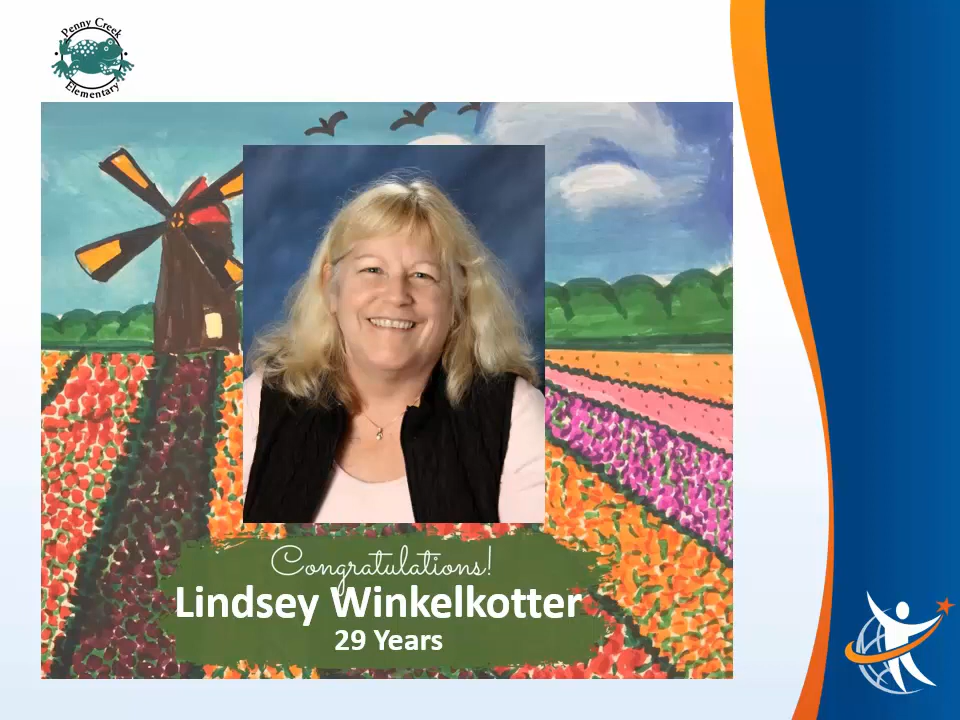 Penny Creek
Elementary
Congratulations!
Lindsey Winkelkotter
29 Years